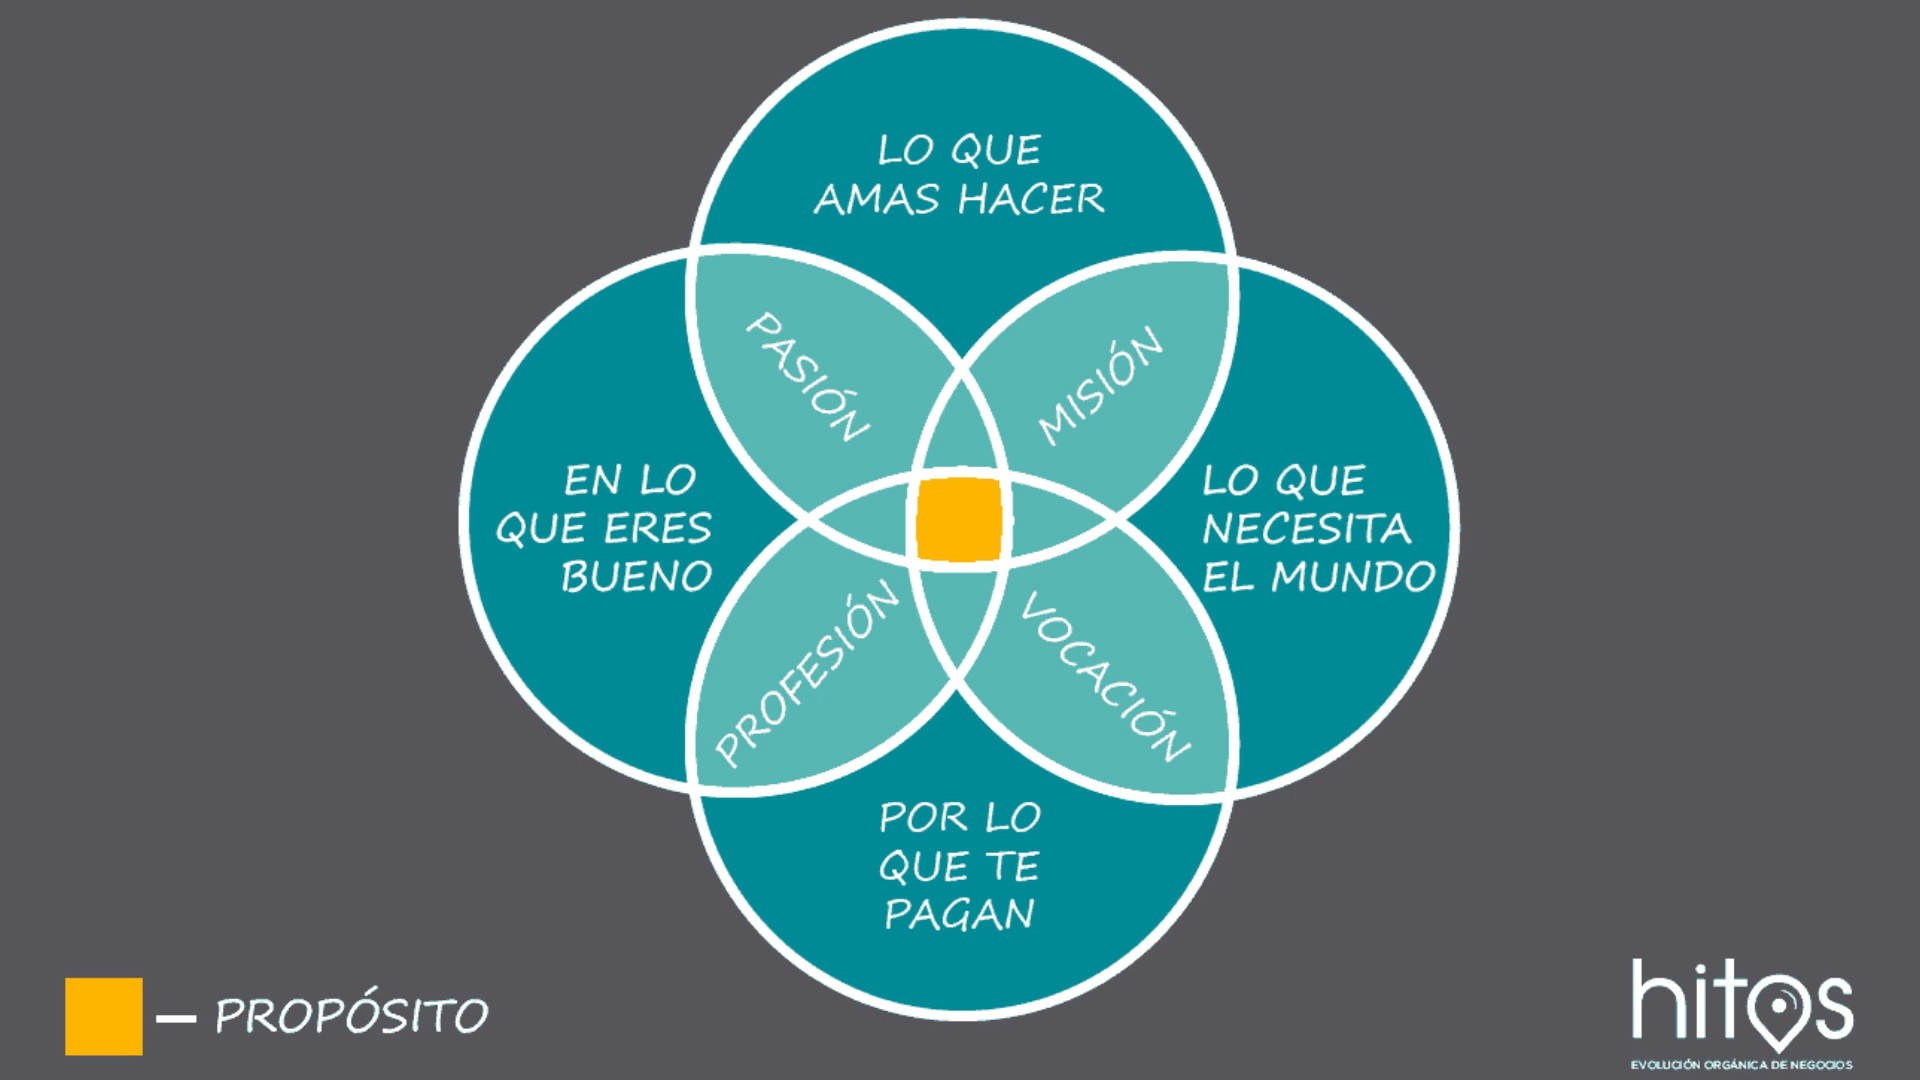 LO QUE
AMAS HACER
PASIÓN
MISIÓN
EN LO
QUE ERES
BUENO
LO QUE
NECESITA
EL MUNDO
PROFESIÓN
VOCACIÓN
POR LO
QUE TE
PAGAN
PROPÓSITO
hitos
EVOLUCIÓN ORGÁNICA DE NEGOCIOS